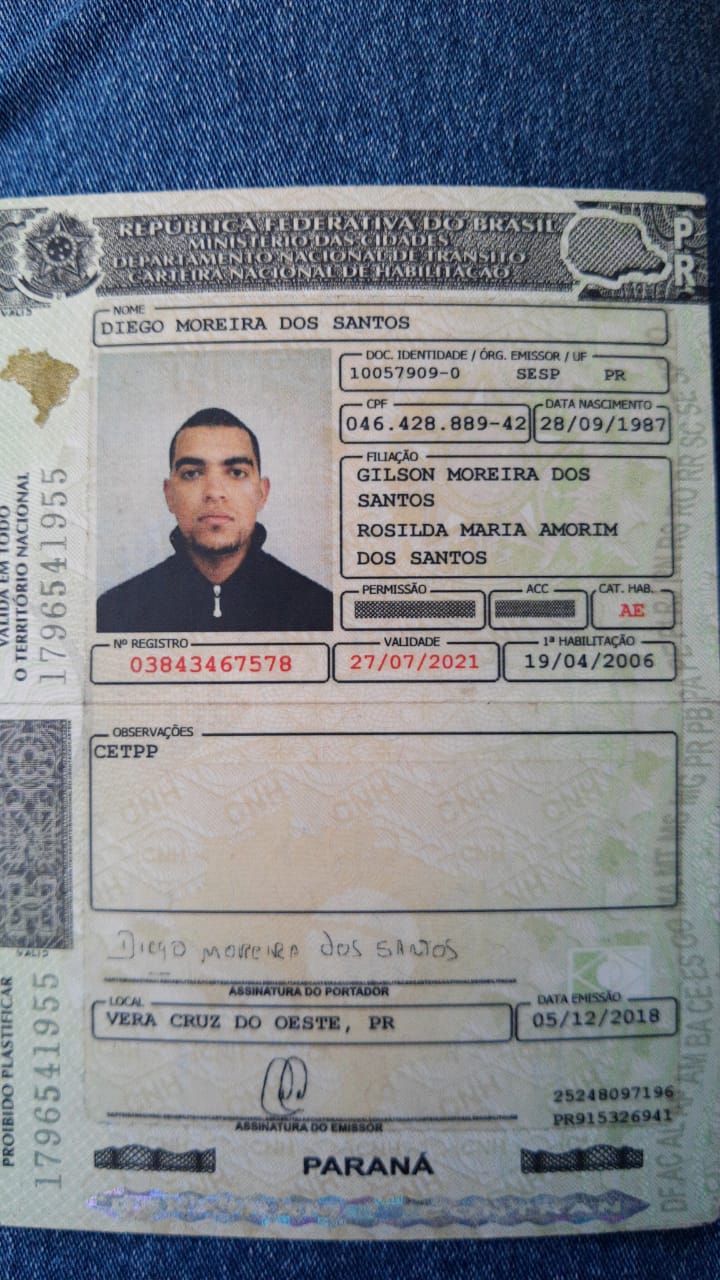 REPÚBLICA FEDERATIVA DO BRASIL
MINISTÉRIO DAS CIDADES
DEPARTAMENTO NACIONAL DE TRÂNSITO
CARTEIRA NACIONAL DE HABILITAÇÃO
PR
NOME
DIEGO MOREIRA DOS SANTOS
DOC. IDENTIDADE / ÓRG. EMISSOR / UF
10057909-0 SESP PR
CPF
046.428.889-42
DATA NASCIMENTO
28/09/1987
FILIAÇÃO
GILSON MOREIRA DOS
SANTOS
ROSILDA MARIA AMORIM
DOS SANTOS
PERMISSÃO
ACC
CAT. HAB.
AE
Nº REGISTRO
03843467578
VALIDADE
27/07/2021
1ª HABILITAÇÃO
19/04/2006
VÁLIDA EM TODO
O TERRITÓRIO NACIONAL
1796541955
OBSERVAÇÕES
CETPP
DIEGO MOREIRA DOS SANTOS
ASSINATURA DO PORTADOR
LOCAL
VERA CRUZ DO OESTE, PR
DATA EMISSÃO
05/12/2018
25248097196
PR915326941
ASSINATURA DO EMISSOR
PROIBIDO PLASTIFICAR
1796541955
PARANÁ